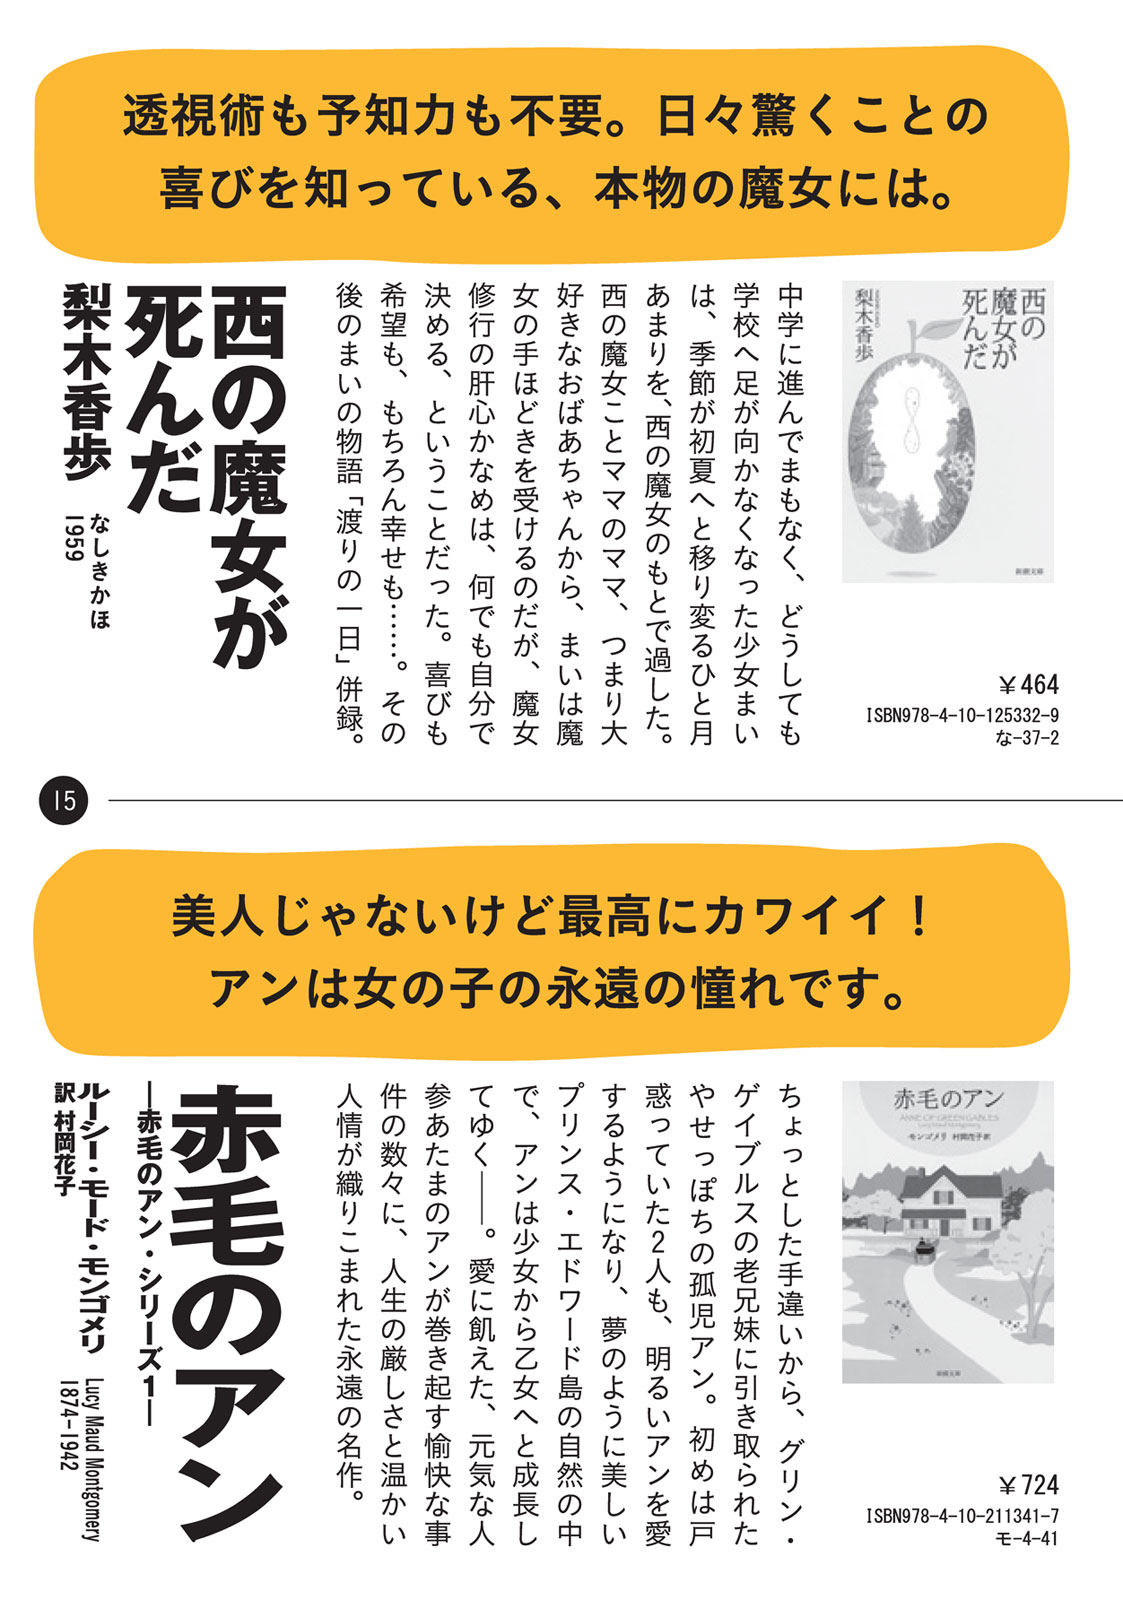 透視術も予知力も不要。日々驚くことの
喜びを知っている、本物の魔女には。
西の
魔女が
死んだ
梨木香歩
新潮文庫
￥464
ISBN978-4-10-125332-9
な-37-2
中学に進んでまもなく、どうしても
学校へ足が向かなくなった少女まい
は、季節が初夏へと移り変るひと月
あまりを、西の魔女のもとで過した。
西の魔女ことママのママ、つまり大
好きなおばあちゃんから、まいは魔
女の手ほどきを受けるのだが、魔女
修行の肝心かなめは、何でも自分で
決める、ということだった。喜びも
希望も、もちろん幸せも……。その
後のまいの物語「渡りの一日」併録。
西の魔女が
死んだ
梨木香歩
なしきかほ
1959
15
美人じゃないけど最高にカワイイ！
アンは女の子の永遠の憧れです。
赤毛のアン
ANNE OF GREEN GABLES
Lucy Maud Montgomery
モンゴメリ 村岡花子訳
新潮文庫
￥724
ISBN978-4-10-211341-7
モ-4-41
ちょっとした手違いから、グリン・
ゲイブルスの老兄妹に引き取られた
やせっぽちの孤児アン。初めは戸
惑っていた2人も、明るいアンを愛
するようになり、夢のように美しい
プリンス・エドワード島の自然の中
で、アンは少女から乙女へと成長し
てゆく――。愛に飢えた、元気な人
参あたまのアンが巻き起す愉快な事
件の数々に、人生の厳しさと温かい
人情が織りこまれた永遠の名作。
赤毛のアン
―赤毛のアン・シリーズ1―
ルーシー・モード・モンゴメリ
訳 村岡花子
Lucy Maud Montgomery
1874-1942